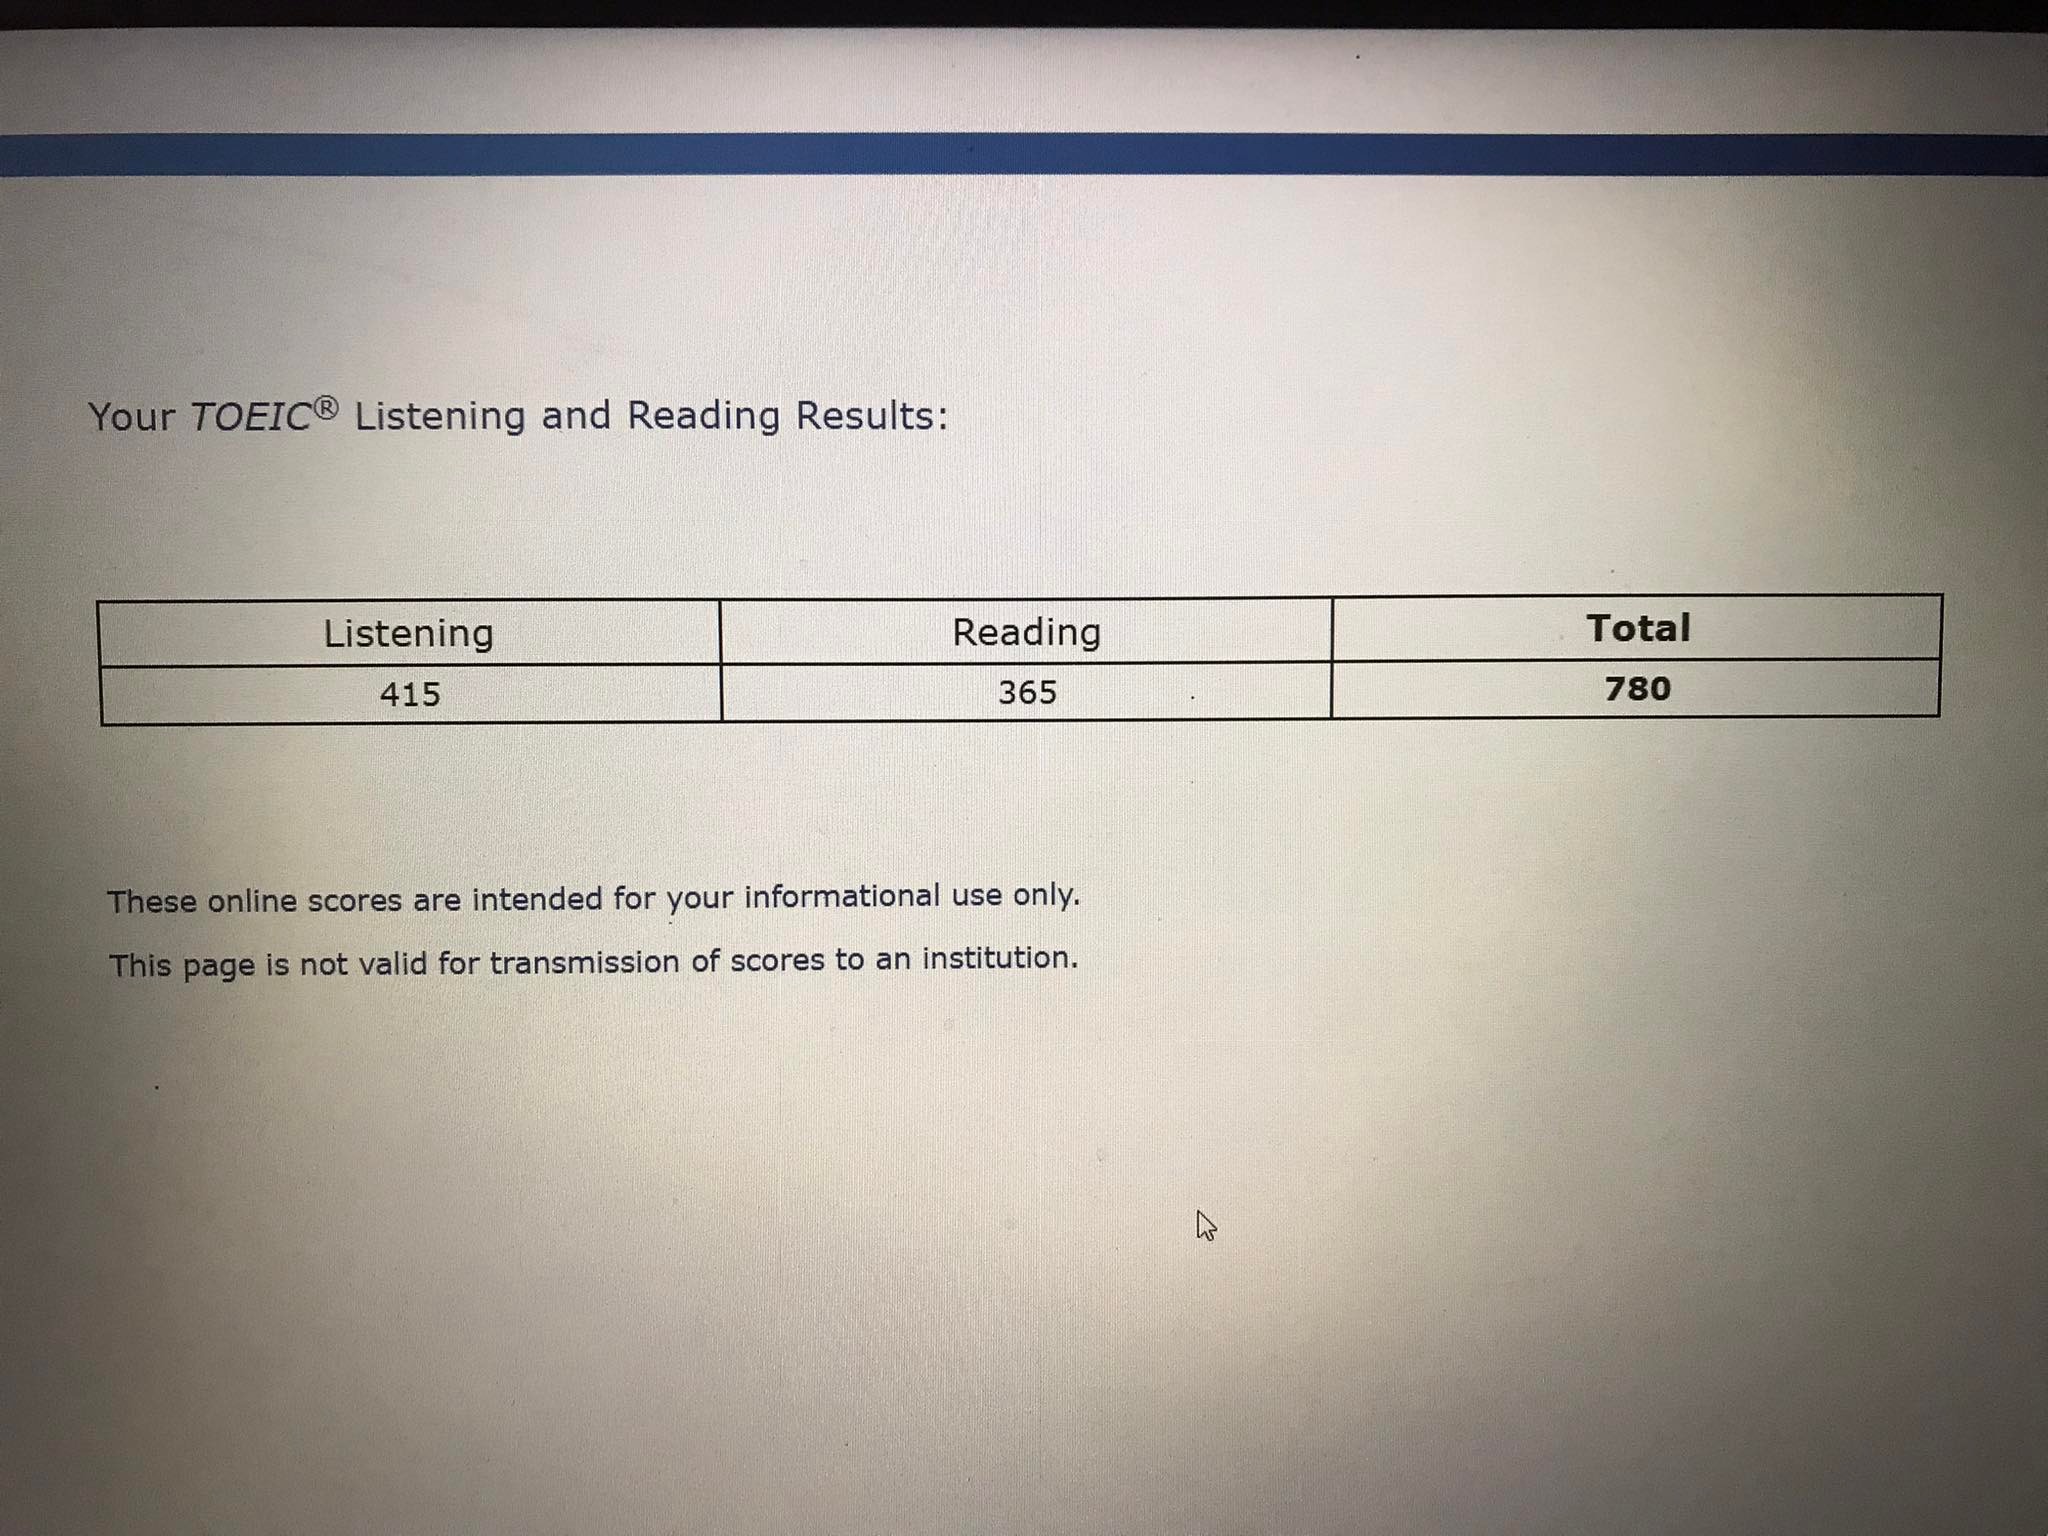 Your TOEIC® Listening and Reading Results:
Listening Reading Total
415 365 780
These online scores are intended for your informational use only.
This page is not valid for transmission of scores to an institution.